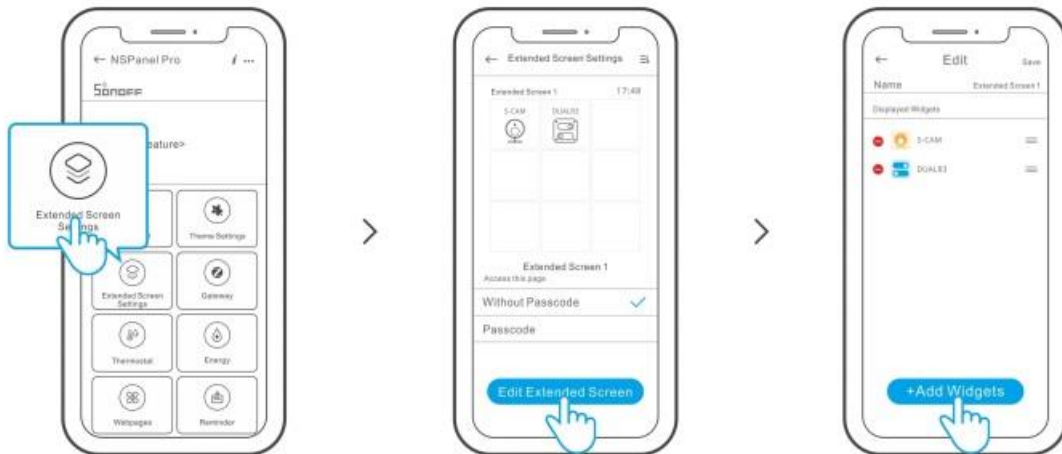 ← NSPanel Pro i ...
SONOFF
eature>
Extended Screen
Settings
Theme Settings
Extended Screen
Settings
Gateway
Thermostat
Energy
Webpages
Reminder
← Extended Screen Settings
Extended Screen 1 17:48
S-CAM DUALR3
Extended Screen 1
Access this page
Without Passcode
Passcode
Edit Extended Screen
← Edit Save
Name Extended Screen 1
Displayed Widgets
S-CAM
DUALR3
+Add Widgets